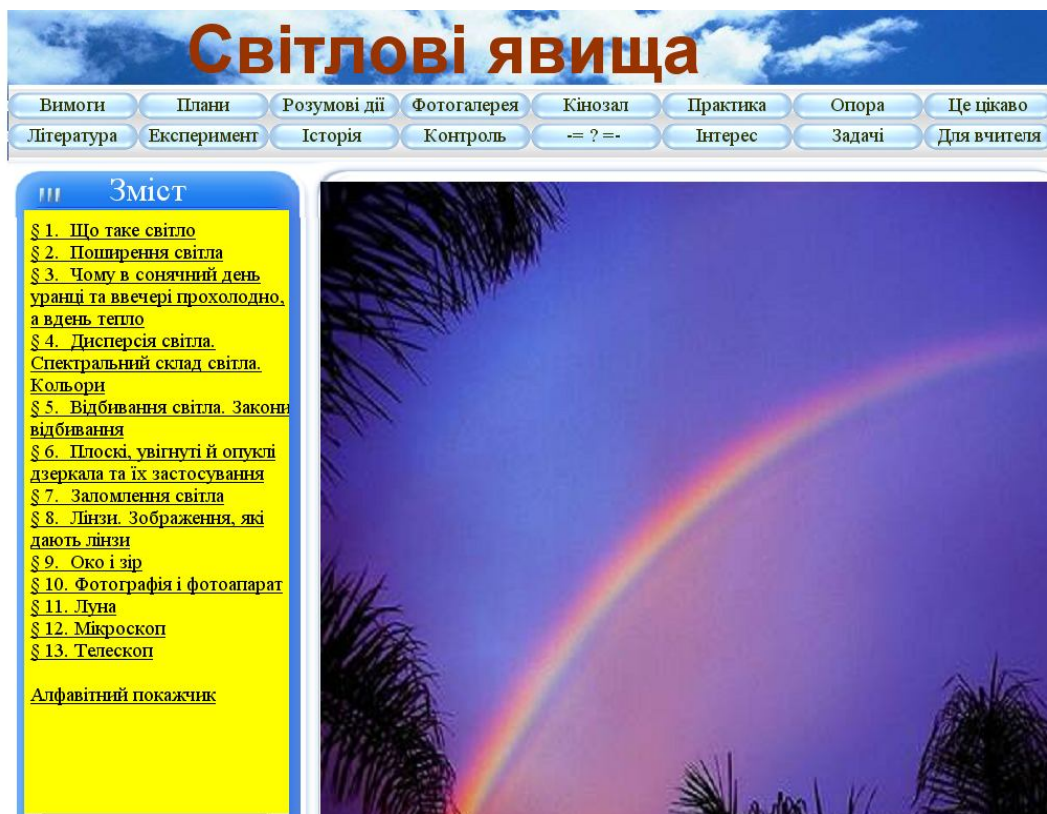 Світлові явища
Вимоги Плани Розумові дії Фотогалерея Кінозал Практика Опора Це цікаво
Література Експеримент Історія Контроль -= ? =- Інтерес Задачі Для вчителя
Зміст
§ 1. Що таке світло
§ 2. Поширення світла
§ 3. Чому в сонячний день
уранці та ввечері прохолодно,
а вдень тепло
§ 4. Дисперсія світла.
Спектральний склад світла.
Кольори
§ 5. Відбивання світла. Закони
відбивання
§ 6. Плоскі, увігнуті й опуклі
дзеркала та їх застосування
§ 7. Заломлення світла
§ 8. Лінзи. Зображення, які
дають лінзи
§ 9. Око і зір
§ 10. Фотографія і фотоапарат
§ 11. Луна
§ 12. Мікроскоп
§ 13. Телескоп
Алфавітний покажчик